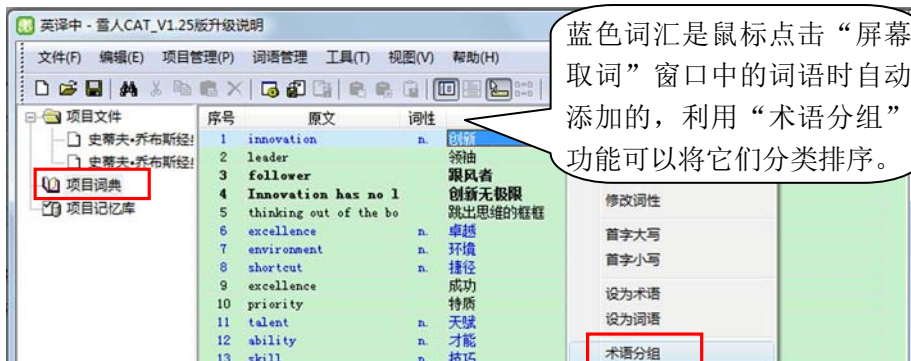 英译中 - 雪人CAT_V1.25版升级说明
文件(F) 编辑(E) 项目管理(P) 词语管理 工具(T) 视图(V) 帮助(H)
蓝色词汇是鼠标点击“屏幕
取词”窗口中的词语时自动
添加的，利用“术语分组”
功能可以将它们分类排序。
项目文件
史蒂夫•乔布斯经
史蒂夫•乔布斯经
项目词典
项目记忆库
序号 原文 词性
1 innovation n. 创新
2 leader 领袖
3 follower 跟风者
4 Innovation has no l 创新无极限
5 thinking out of the bo 跳出思维的框框
6 excellence n. 卓越
7 environment n. 环境
8 shortcut n. 捷径
9 excellence 成功
10 priority 特质
11 talent n. 天赋
12 ability n. 才能
13 skill n. 技巧
修改词性
首字大写
首字小写
设为术语
设为词语
术语分组